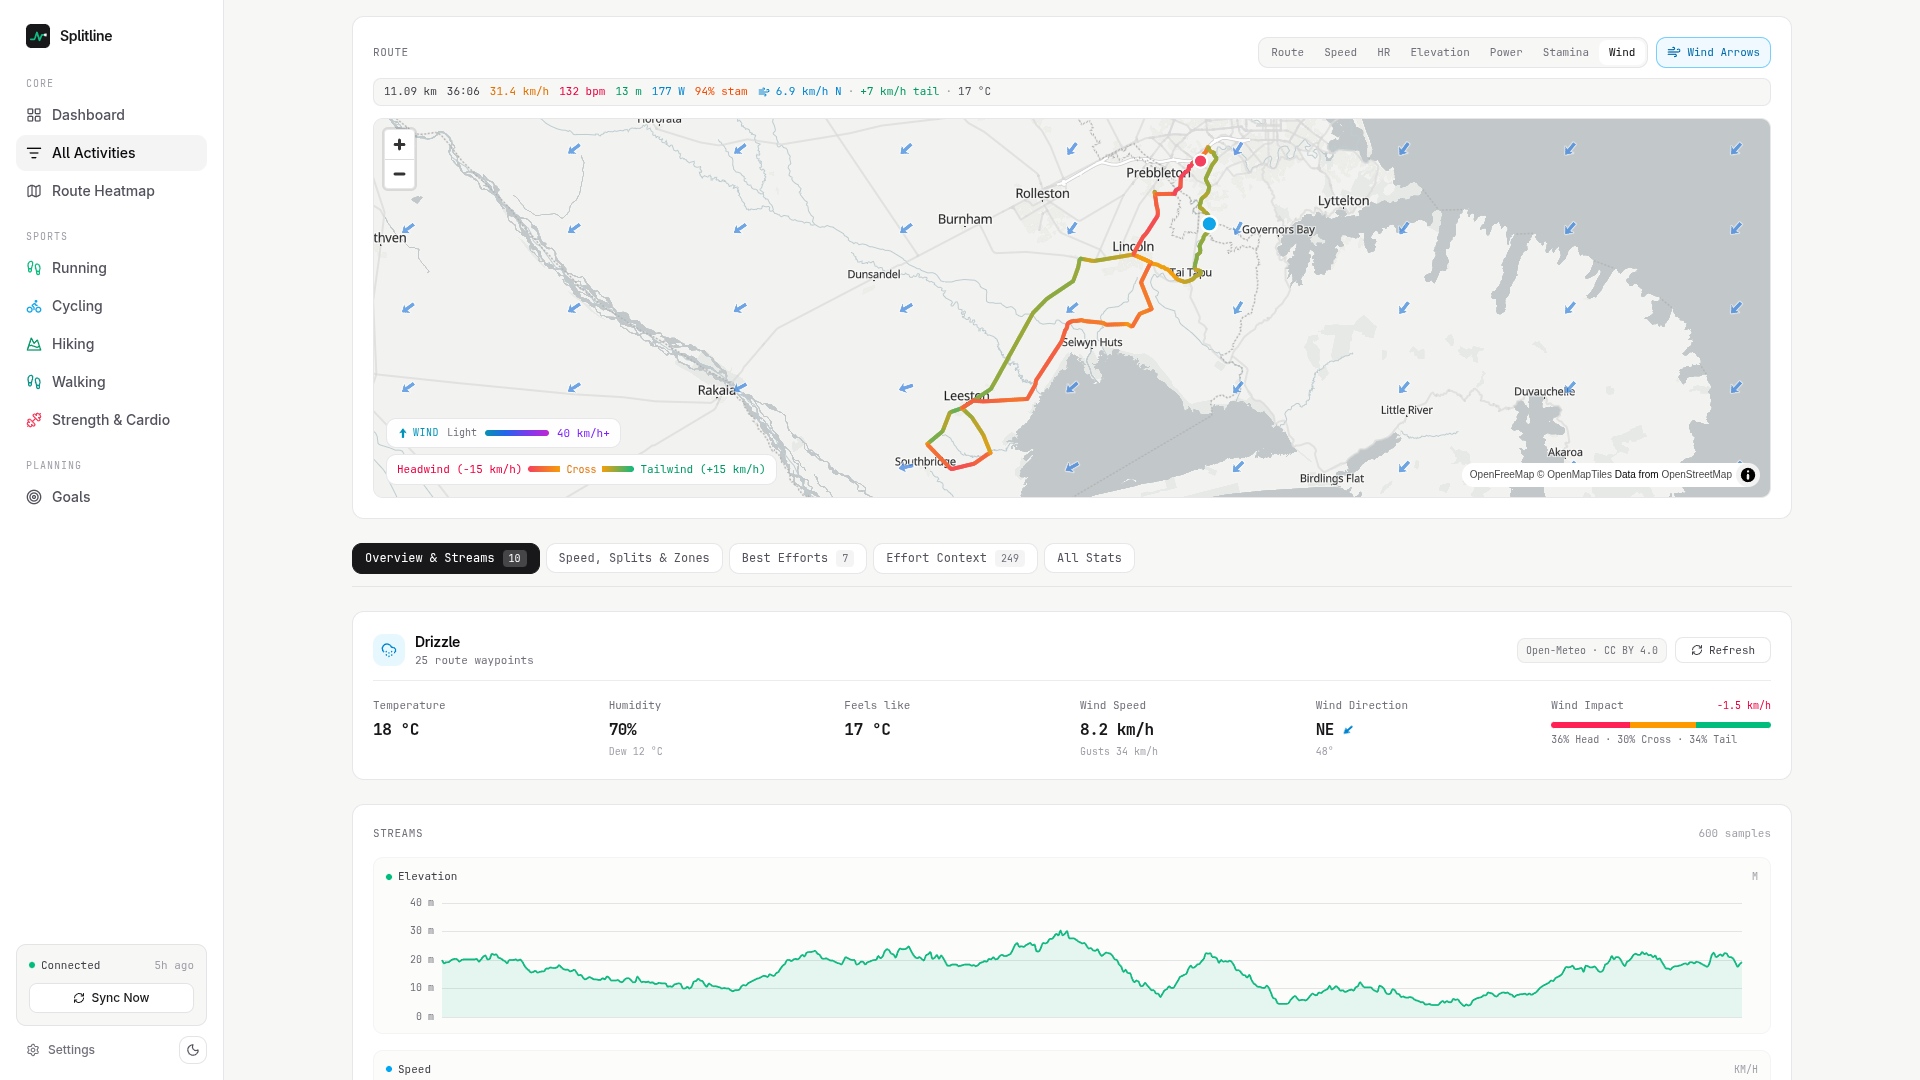 Splitline
CORE
Dashboard
All Activities
Route Heatmap
SPORTS
Running
Cycling
Hiking
Walking
Strength & Cardio
PLANNING
Goals
Connected 5h ago
Sync Now
Settings
ROUTE
Route Speed HR Elevation Power Stamina Wind Wind Arrows
11.09 km 36:06 31.4 km/h 132 bpm 13 m 177 W 94% stam 6.9 km/h N · +7 km/h tail · 17 °C
+
−
Hororata
Prebbleton
Rolleston
Lyttelton
Burnham
Governors Bay
thven
Lincoln
Dunsandel
Tai Tapu
Selwyn Huts
Rakaia
Leeston
Duvauchelle
Little River
Southbridge
Akaroa
Birdlings Flat
WIND Light 40 km/h+
Headwind (-15 km/h) Cross Tailwind (+15 km/h)
OpenFreeMap © OpenMapTiles Data from OpenStreetMap
Overview & Streams 10
Speed, Splits & Zones
Best Efforts 7
Effort Context 249
All Stats
Drizzle
25 route waypoints
Open-Meteo · CC BY 4.0
Refresh
Temperature
18 °C
Humidity
70%
Dew 12 °C
Feels like
17 °C
Wind Speed
8.2 km/h
Gusts 34 km/h
Wind Direction
NE
48°
Wind Impact -1.5 km/h
36% Head · 30% Cross · 34% Tail
STREAMS 600 samples
Elevation M
40 m
30 m
20 m
10 m
0 m
Speed KM/H